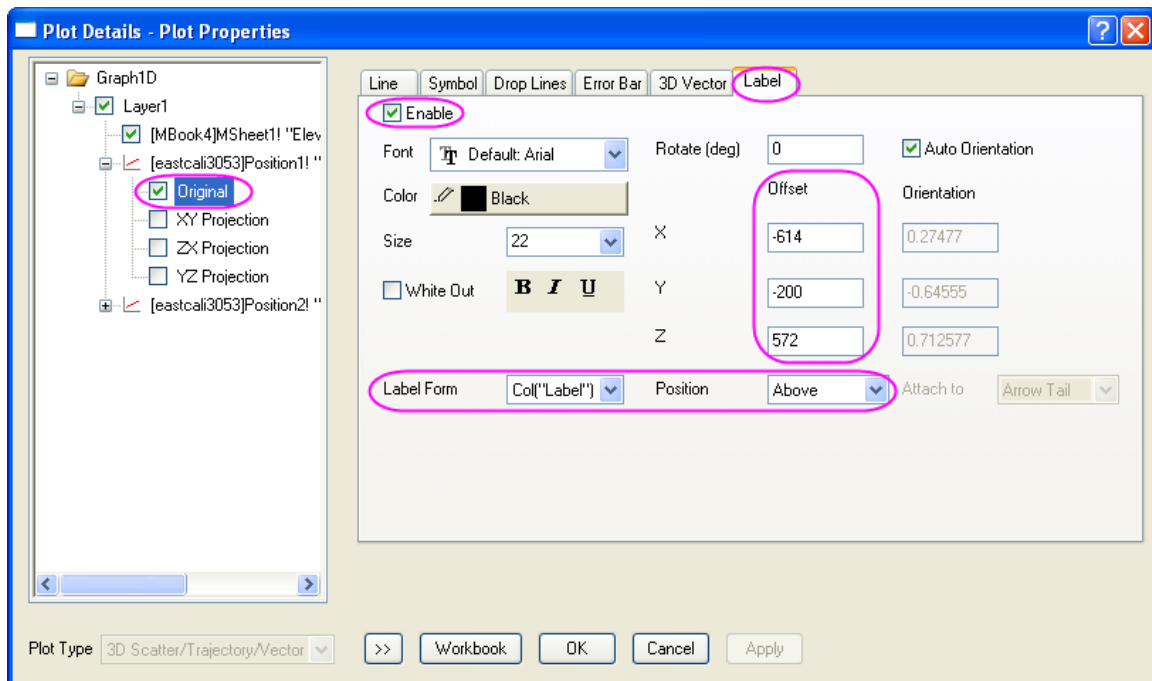 Plot Details - Plot Properties
Graph1D
Layer1
[MBook4]MSheet1! "Elev
[eastcali3053]Position1! "
Original
XY Projection
ZX Projection
YZ Projection
[eastcali3053]Position2! "
Line Symbol Drop Lines Error Bar 3D Vector Label
Enable
Font Default: Arial Rotate (deg) 0 Auto Orientation
Color Black Offset Orientation
Size 22 X -614 0.27477
White Out B I U Y -200 -0.64555
Z 572 0.712577
Label Form Col("Label") Position Above Attach to Arrow Tail
Plot Type 3D Scatter/Trajectory/Vector >> Workbook OK Cancel Apply